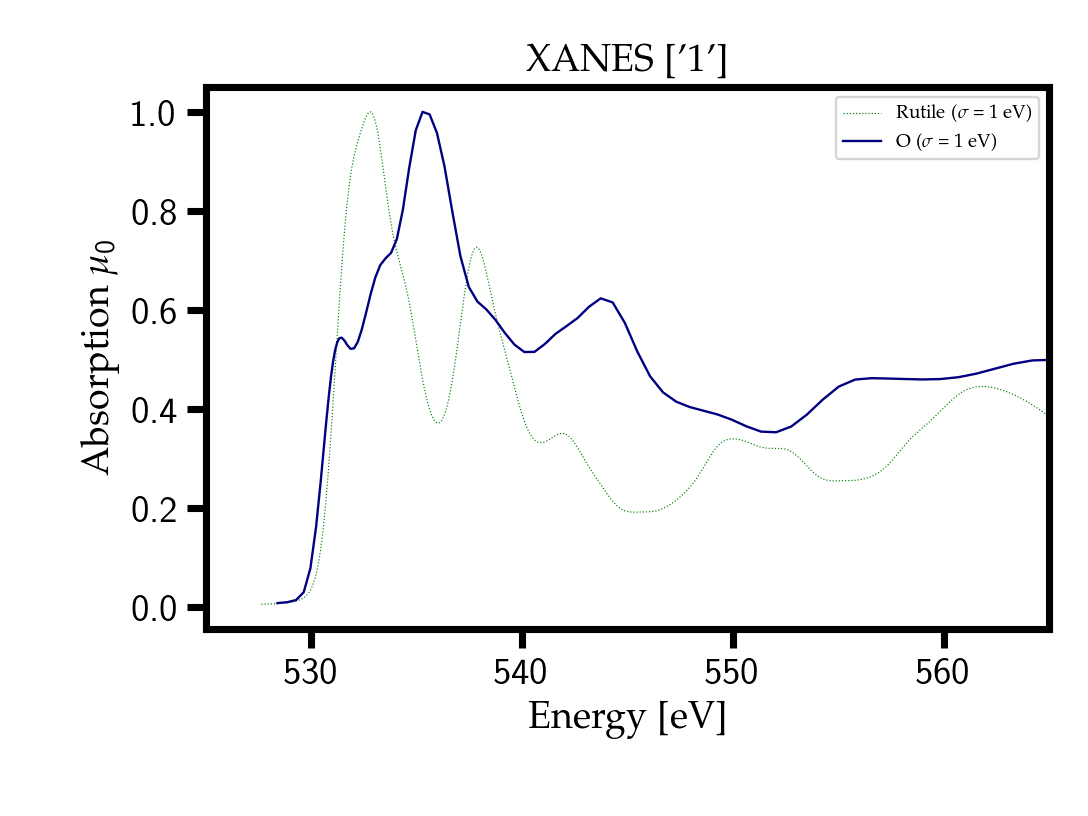 XANES ['1']
Rutile (σ = 1 eV)
O (σ = 1 eV)
Absorption μ₀
1.0
0.8
0.6
0.4
0.2
0.0
530 540 550 560
Energy [eV]